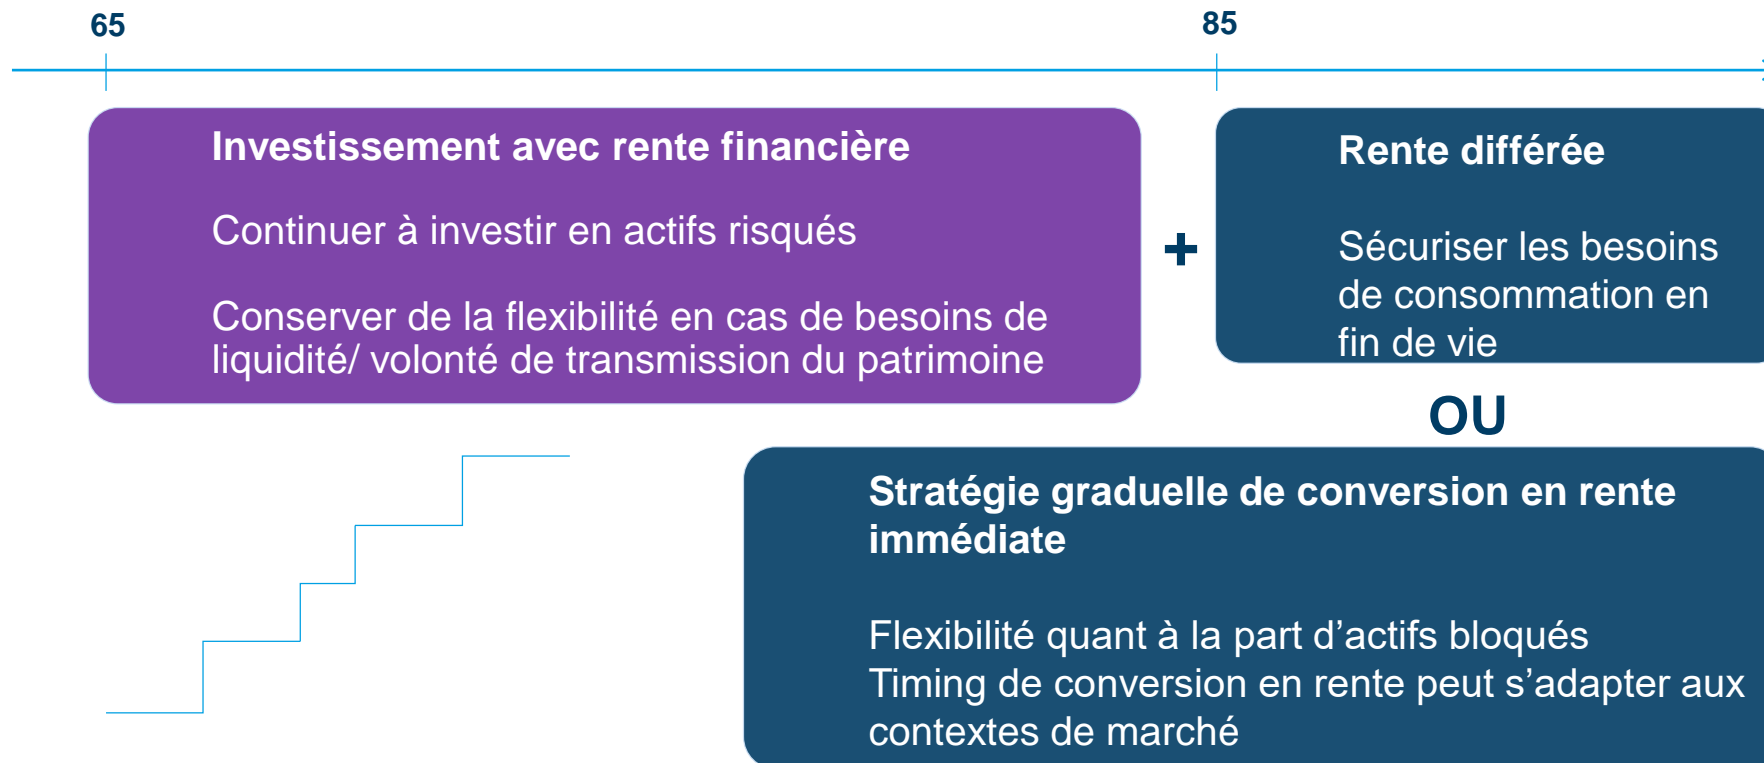 65
85
Investissement avec rente financière
Continuer à investir en actifs risqués
Conserver de la flexibilité en cas de besoins de
liquidité/ volonté de transmission du patrimoine
+
Rente différée
Sécuriser les besoins
de consommation en
fin de vie
OU
Stratégie graduelle de conversion en rente
immédiate
Flexibilité quant à la part d’actifs bloqués
Timing de conversion en rente peut s’adapter aux
contextes de marché